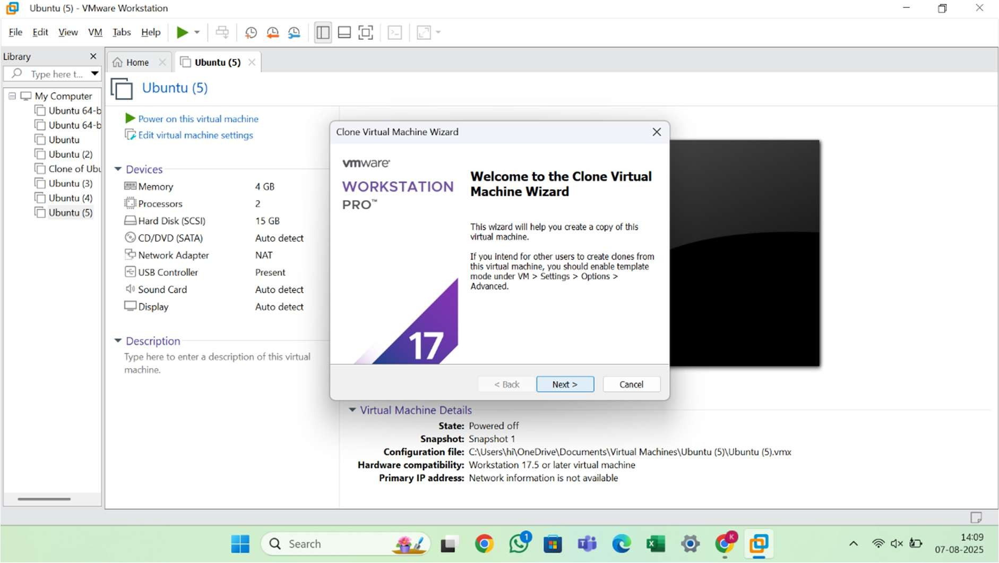 Ubuntu (5) - VMware Workstation
File Edit View VM Tabs Help
Library
Type here t...
My Computer
Ubuntu 64-b
Ubuntu 64-b
Ubuntu
Ubuntu (2)
Clone of Ubu
Ubuntu (3)
Ubuntu (4)
Ubuntu (5)
Home
Ubuntu (5)
Ubuntu (5)
Power on this virtual machine
Edit virtual machine settings
Devices
Memory 4 GB
Processors 2
Hard Disk (SCSI) 15 GB
CD/DVD (SATA) Auto detect
Network Adapter NAT
USB Controller Present
Sound Card Auto detect
Display Auto detect
Description
Type here to enter a description of this virtual
machine.
Clone Virtual Machine Wizard
vmware®
WORKSTATION
PRO™
17
Welcome to the Clone Virtual
Machine Wizard
This wizard will help you create a copy of this
virtual machine.
If you intend for other users to create clones from
this virtual machine, you should enable template
mode under VM > Settings > Options >
Advanced.
< Back Next > Cancel
Virtual Machine Details
State: Powered off
Snapshot: Snapshot 1
Configuration file: C:\Users\hi\OneDrive\Documents\Virtual Machines\Ubuntu (5)\Ubuntu (5).vmx
Hardware compatibility: Workstation 17.5 or later virtual machine
Primary IP address: Network information is not available
Search
1
K
14:09
07-08-2025